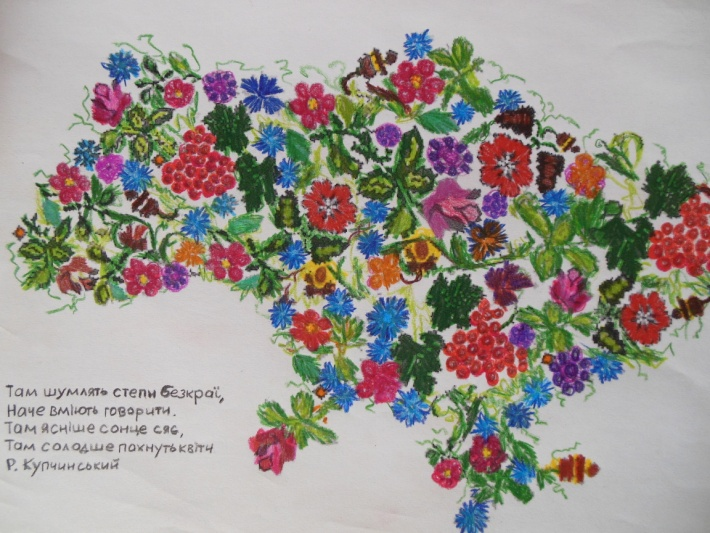 Там шумлять степи безкраї,
Наче вміють говорити.
Там ясніше сонце сяє,
Там солодше пахнуть квіти
Р. Купчинський